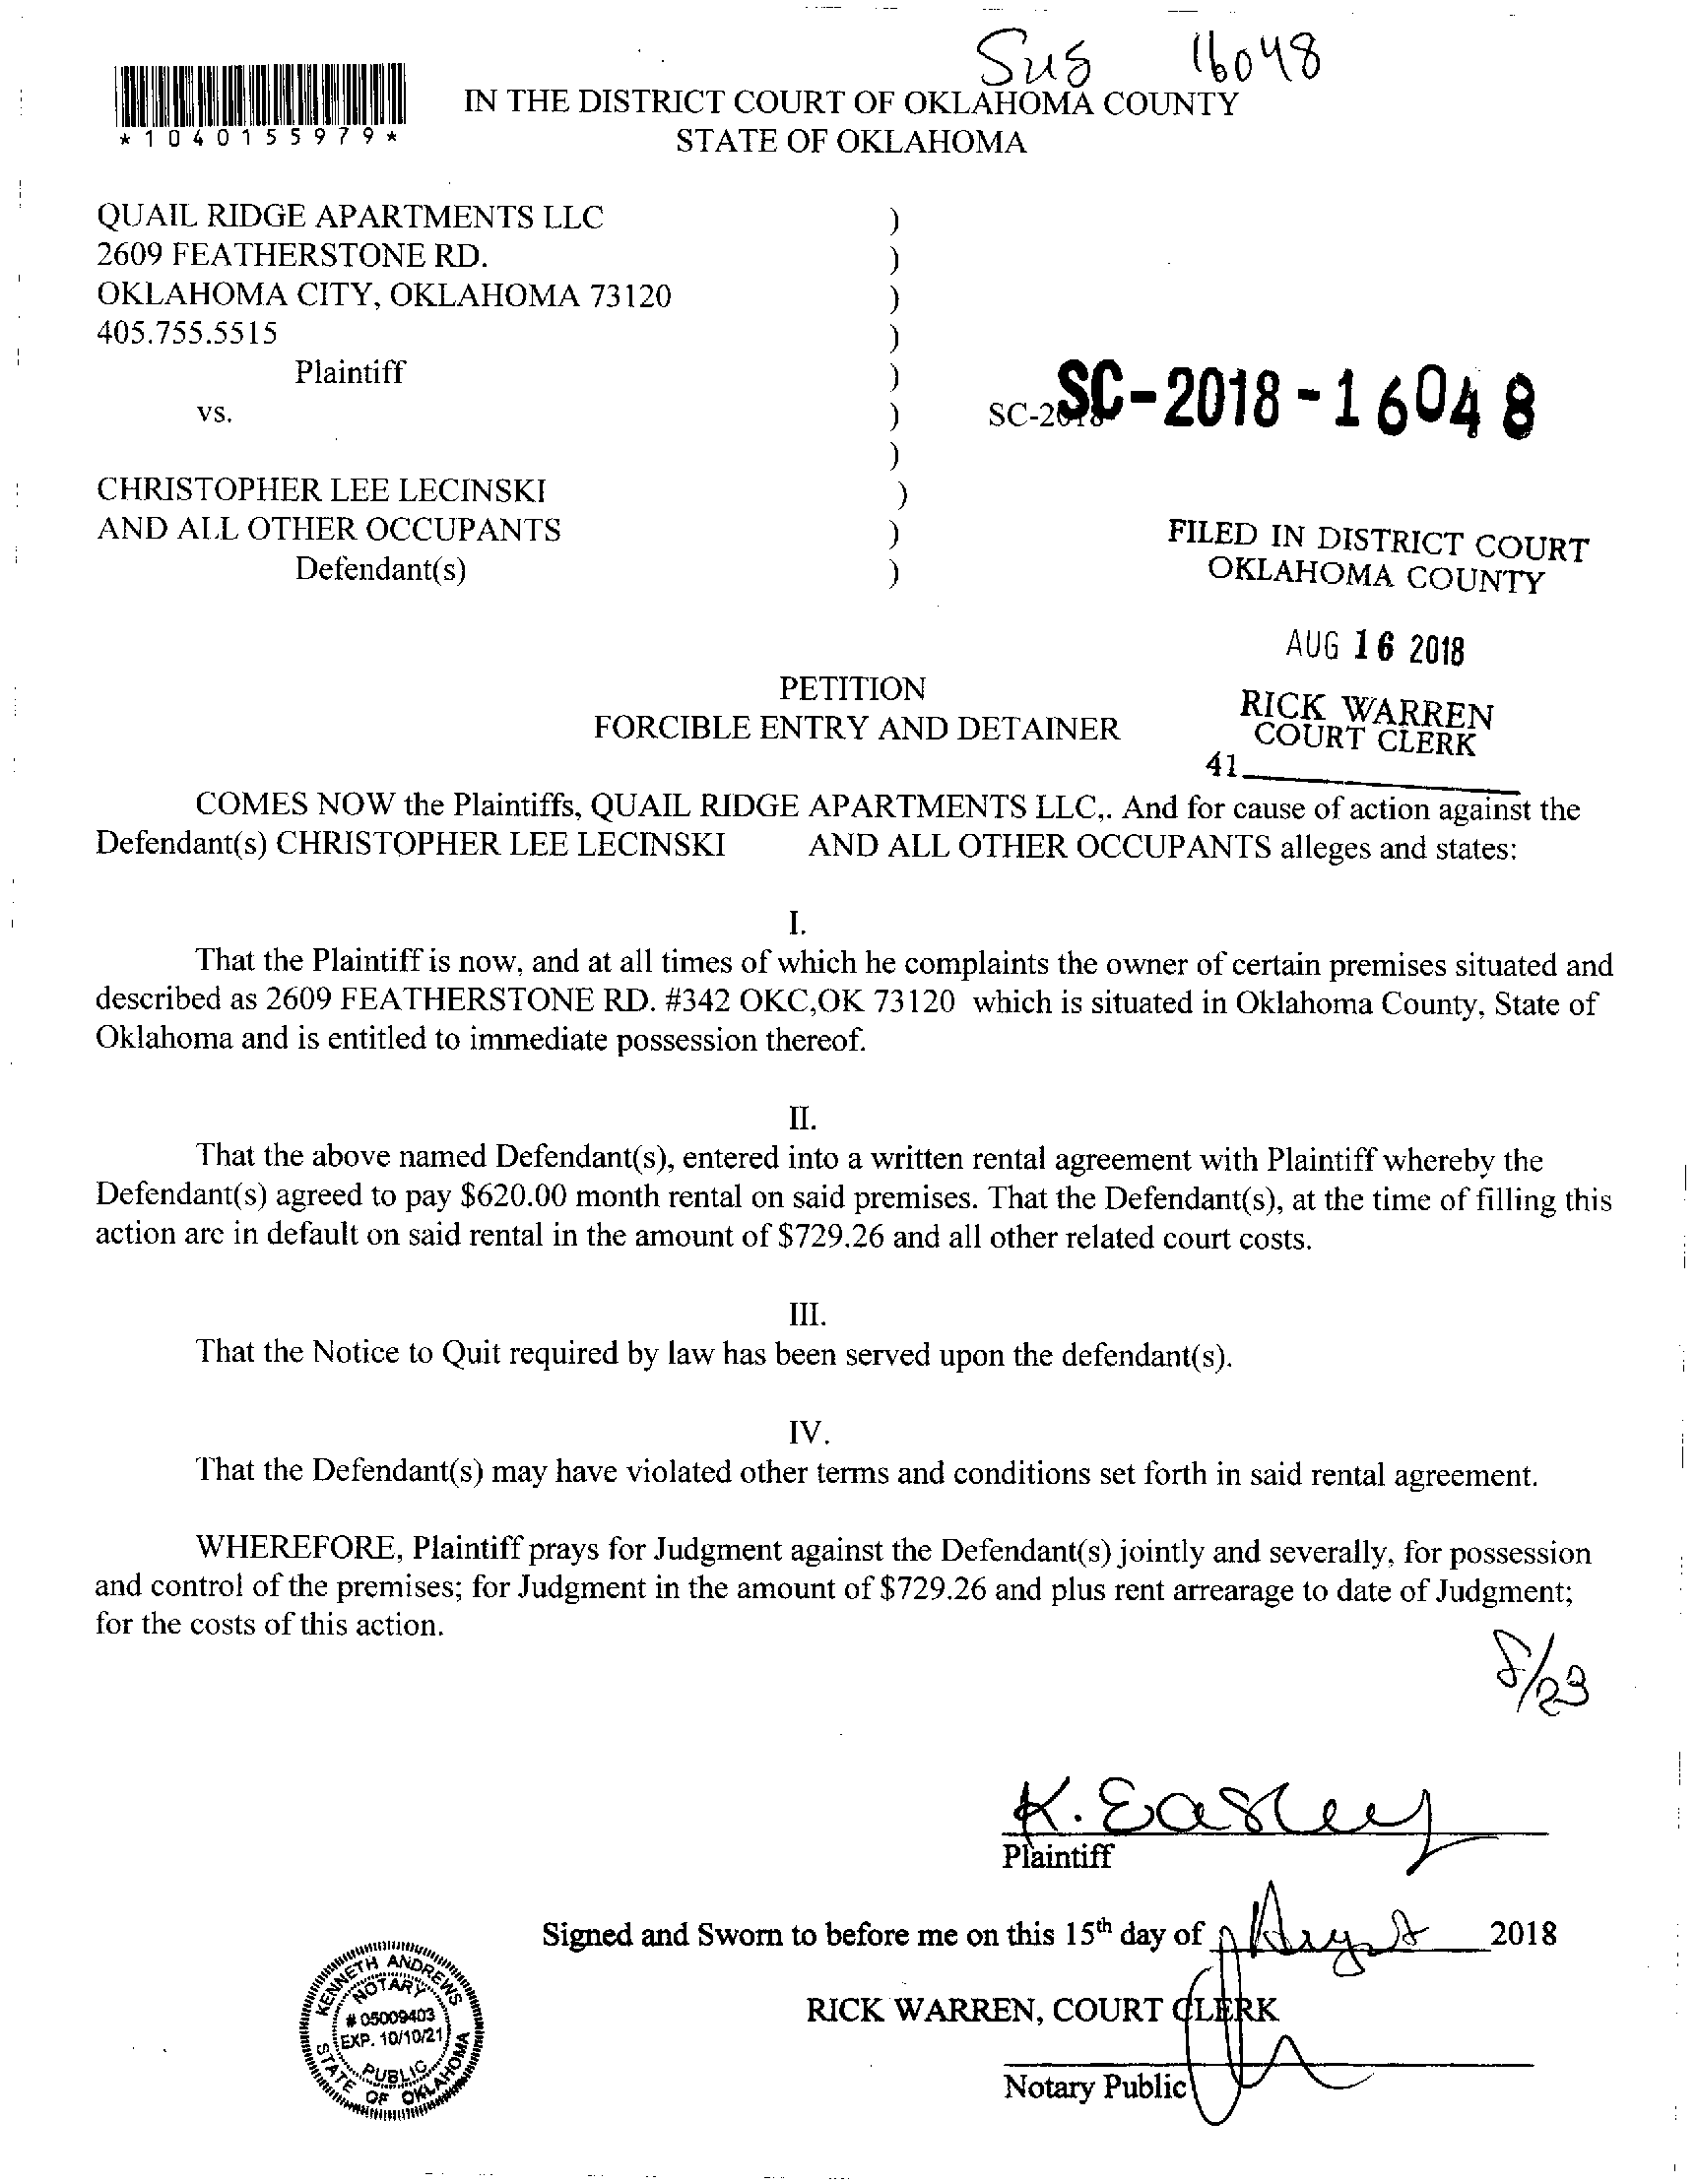 Sus 16048
*1040155979*
IN THE DISTRICT COURT OF OKLAHOMA COUNTY
STATE OF OKLAHOMA
QUAIL RIDGE APARTMENTS LLC )
2609 FEATHERSTONE RD. )
OKLAHOMA CITY, OKLAHOMA 73120 )
405.755.5515 )
Plaintiff )
vs. ) SC-2018 SC-2018-16048
)
CHRISTOPHER LEE LECINSKI )
AND ALL OTHER OCCUPANTS )
Defendant(s) )
FILED IN DISTRICT COURT
OKLAHOMA COUNTY
AUG 16 2018
RICK WARREN
COURT CLERK
41
PETITION
FORCIBLE ENTRY AND DETAINER
COMES NOW the Plaintiffs, QUAIL RIDGE APARTMENTS LLC,. And for cause of action against the
Defendant(s) CHRISTOPHER LEE LECINSKI AND ALL OTHER OCCUPANTS alleges and states:
I.
That the Plaintiff is now, and at all times of which he complaints the owner of certain premises situated and
described as 2609 FEATHERSTONE RD. #342 OKC,OK 73120 which is situated in Oklahoma County, State of
Oklahoma and is entitled to immediate possession thereof.
II.
That the above named Defendant(s), entered into a written rental agreement with Plaintiff whereby the
Defendant(s) agreed to pay $620.00 month rental on said premises. That the Defendant(s), at the time of filling this
action are in default on said rental in the amount of $729.26 and all other related court costs.
III.
That the Notice to Quit required by law has been served upon the defendant(s).
IV.
That the Defendant(s) may have violated other terms and conditions set forth in said rental agreement.
WHEREFORE, Plaintiff prays for Judgment against the Defendant(s) jointly and severally, for possession
and control of the premises; for Judgment in the amount of $729.26 and plus rent arrearage to date of Judgment;
for the costs of this action.
8/23
K. Easley
Plaintiff
Signed and Sworn to before me on this 15th day of August 2018
RICK WARREN, COURT CLERK
Notary Public
KENNETH ANDREWS
NOTARY
# 05009403
EXP. 10/10/21
PUBLIC
STATE OF OKLAHOMA